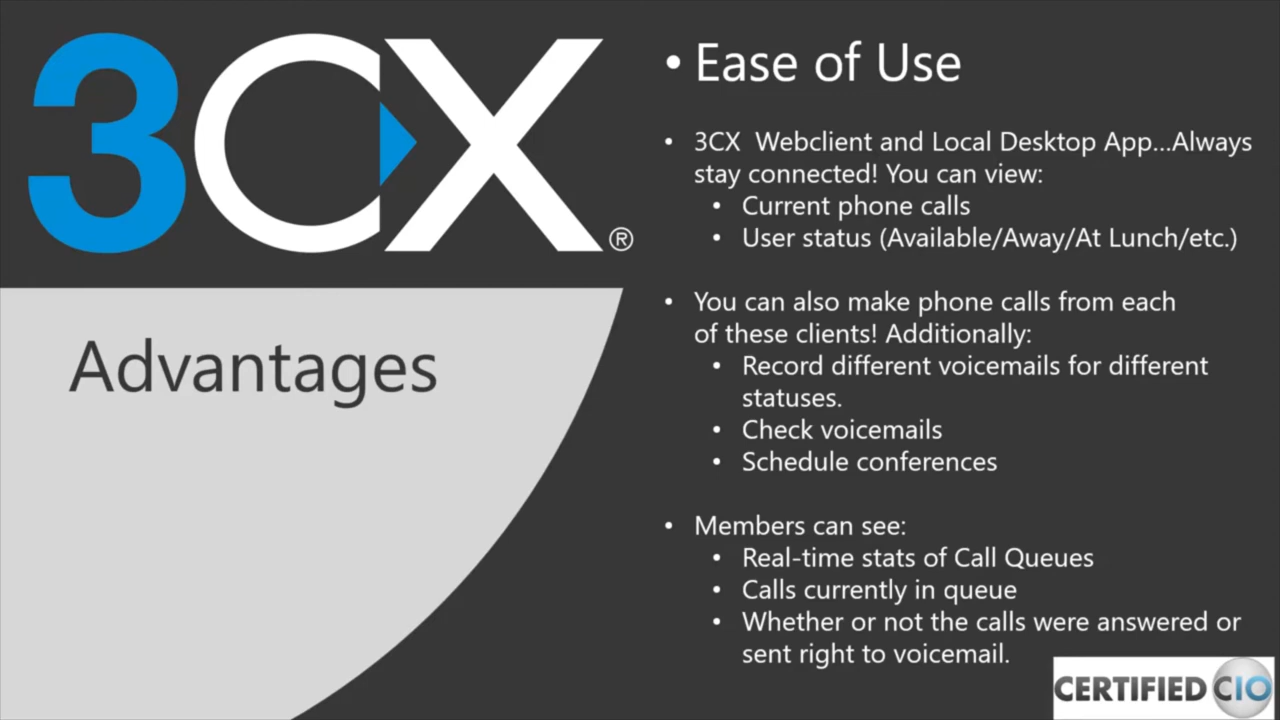 3CX®
Advantages
• Ease of Use
• 3CX Webclient and Local Desktop App...Always
stay connected! You can view:
• Current phone calls
• User status (Available/Away/At Lunch/etc.)
• You can also make phone calls from each
of these clients! Additionally:
• Record different voicemails for different
statuses.
• Check voicemails
• Schedule conferences
• Members can see:
• Real-time stats of Call Queues
• Calls currently in queue
• Whether or not the calls were answered or
sent right to voicemail.
CERTIFIED CIO